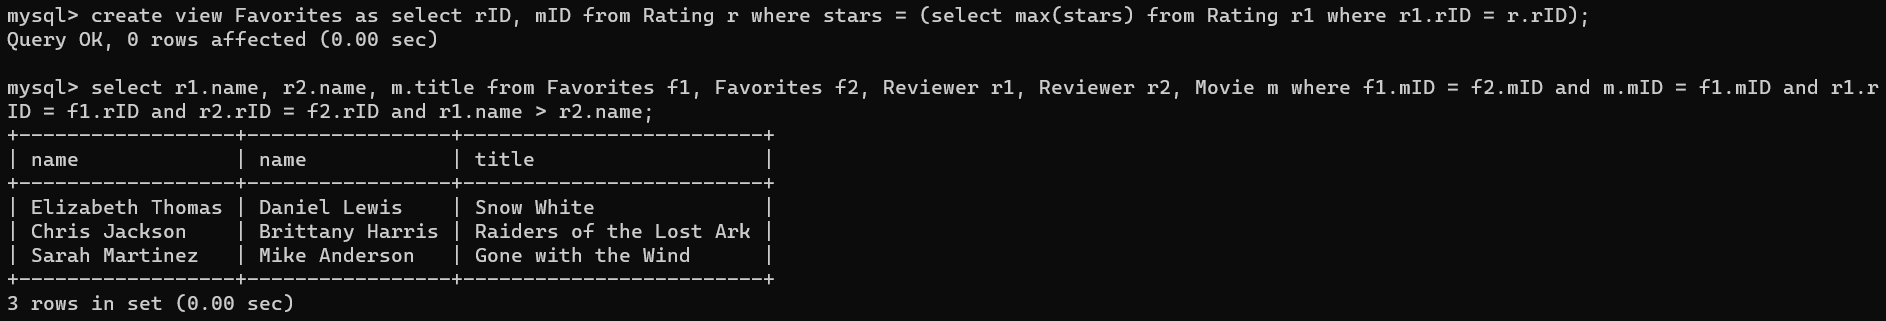 mysql> create view Favorites as select rID, mID from Rating r where stars = (select max(stars) from Rating r1 where r1.rID = r.rID);
Query OK, 0 rows affected (0.00 sec)
mysql> select r1.name, r2.name, m.title from Favorites f1, Favorites f2, Reviewer r1, Reviewer r2, Movie m where f1.mID = f2.mID and m.mID = f1.mID and r1.r
ID = f1.rID and r2.rID = f2.rID and r1.name > r2.name;
+-----------------+-----------------+-------------------------+
| name             | name            | title                   |
+-----------------+-----------------+-------------------------+
| Elizabeth Thomas | Daniel Lewis    | Snow White              |
| Chris Jackson    | Brittany Harris | Raiders of the Lost Ark |
| Sarah Martinez   | Mike Anderson   | Gone with the Wind      |
+-----------------+-----------------+-------------------------+
3 rows in set (0.00 sec)